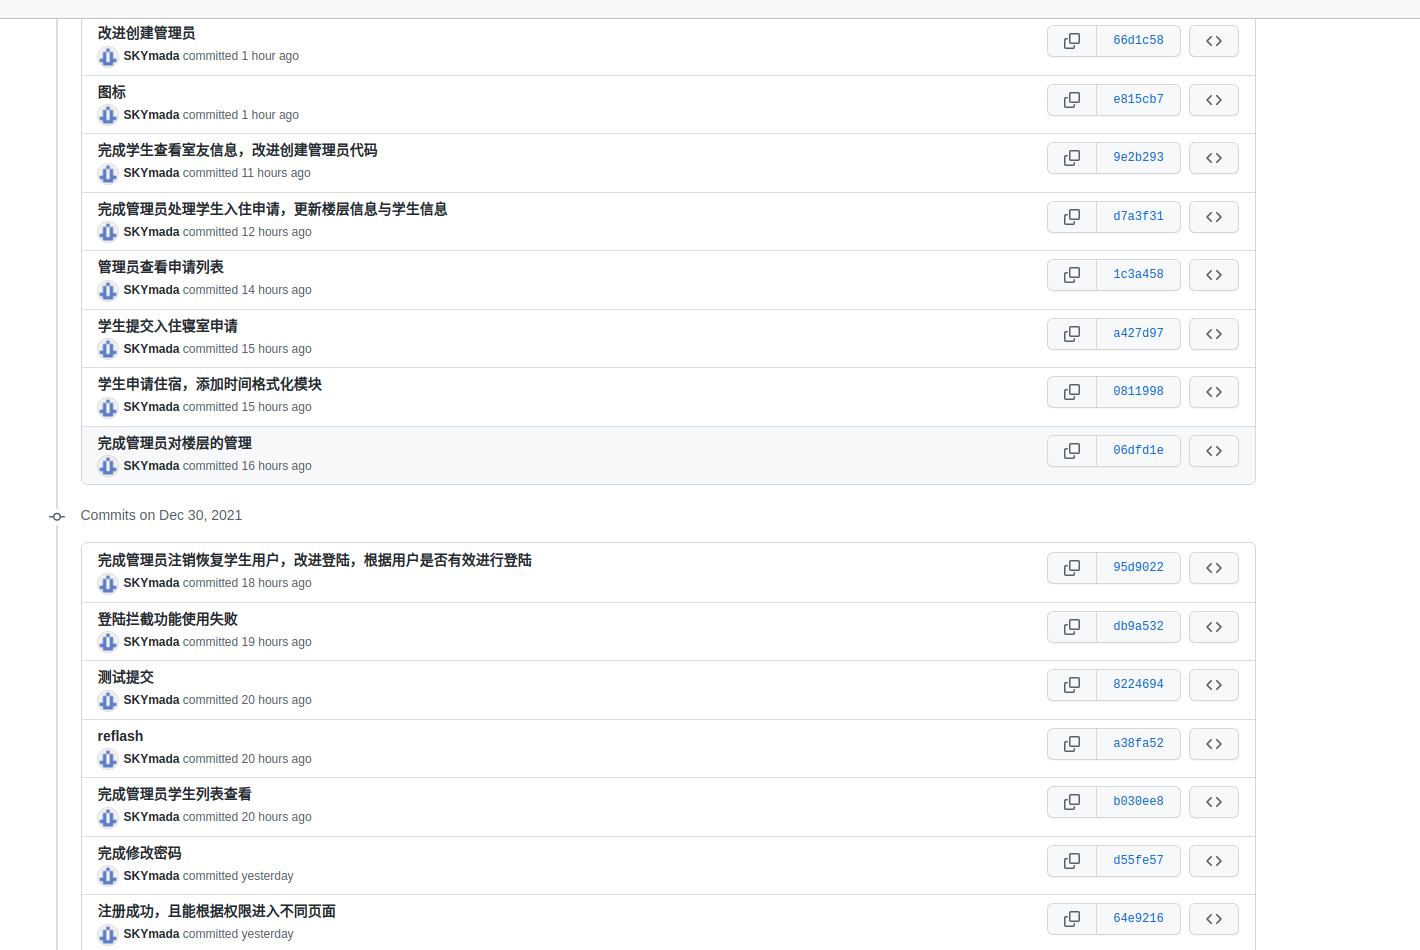 改进创建管理员
66d1c58
SKYmada committed 1 hour ago
图标
e815cb7
SKYmada committed 1 hour ago
完成学生查看室友信息，改进创建管理员代码
9e2b293
SKYmada committed 11 hours ago
完成管理员处理学生入住申请，更新楼层信息与学生信息
d7a3f31
SKYmada committed 12 hours ago
管理员查看申请列表
1c3a458
SKYmada committed 14 hours ago
学生提交入住寝室申请
a427d97
SKYmada committed 15 hours ago
学生申请住宿，添加时间格式化模块
0811998
SKYmada committed 15 hours ago
完成管理员对楼层的管理
06dfd1e
SKYmada committed 16 hours ago
Commits on Dec 30, 2021
完成管理员注销恢复学生用户，改进登陆，根据用户是否有效进行登陆
95d9022
SKYmada committed 18 hours ago
登陆拦截功能使用失败
db9a532
SKYmada committed 19 hours ago
测试提交
8224694
SKYmada committed 20 hours ago
reflash
a38fa52
SKYmada committed 20 hours ago
完成管理员学生列表查看
b030ee8
SKYmada committed 20 hours ago
完成修改密码
d55fe57
SKYmada committed yesterday
注册成功，且能根据权限进入不同页面
64e9216
SKYmada committed yesterday